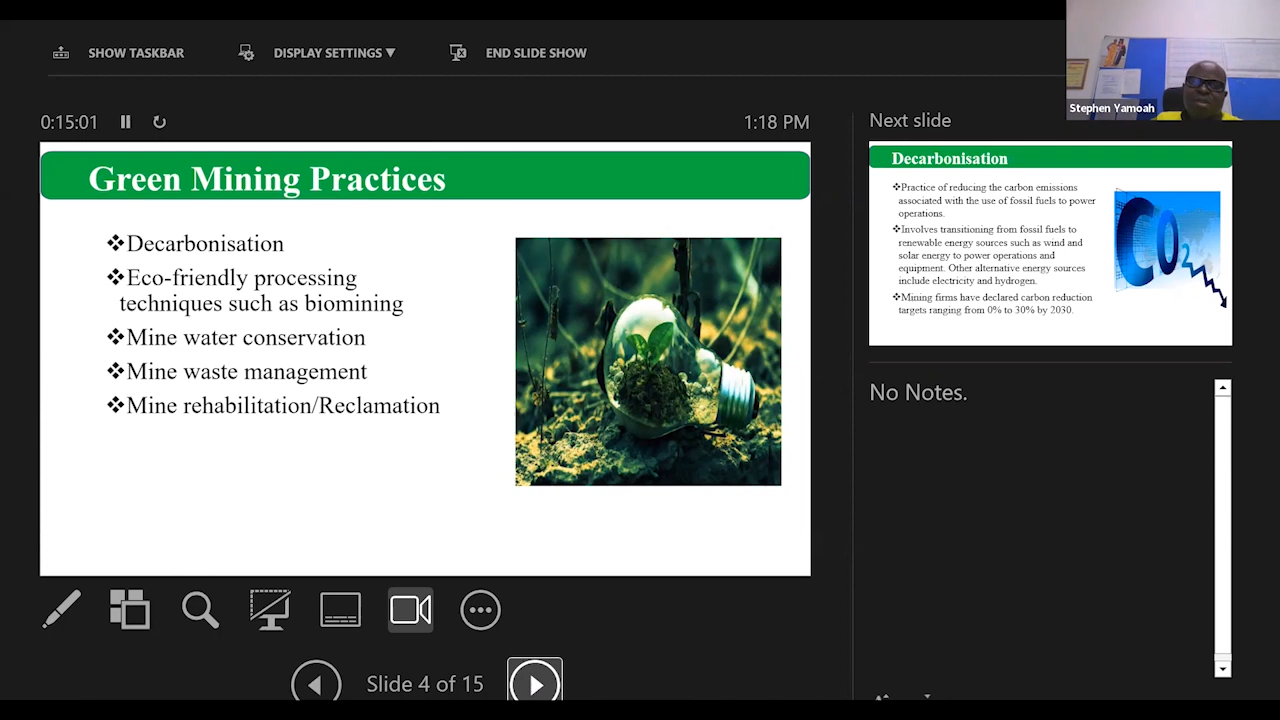 SHOW TASKBAR
DISPLAY SETTINGS ▼
END SLIDE SHOW
Stephen Yamoah
0:15:01
1:18 PM
Next slide
Green Mining Practices
❖Decarbonisation
❖Eco-friendly processing
techniques such as biomining
❖Mine water conservation
❖Mine waste management
❖Mine rehabilitation/Reclamation
Decarbonisation
❖Practice of reducing the carbon emissions
associated with the use of fossil fuels to power
operations.
❖Involves transitioning from fossil fuels to
renewable energy sources such as wind and
solar energy to power operations and
equipment. Other alternative energy sources
include electricity and hydrogen.
❖Mining firms have declared carbon reduction
targets ranging from 0% to 30% by 2030.
CO2
No Notes.
Slide 4 of 15